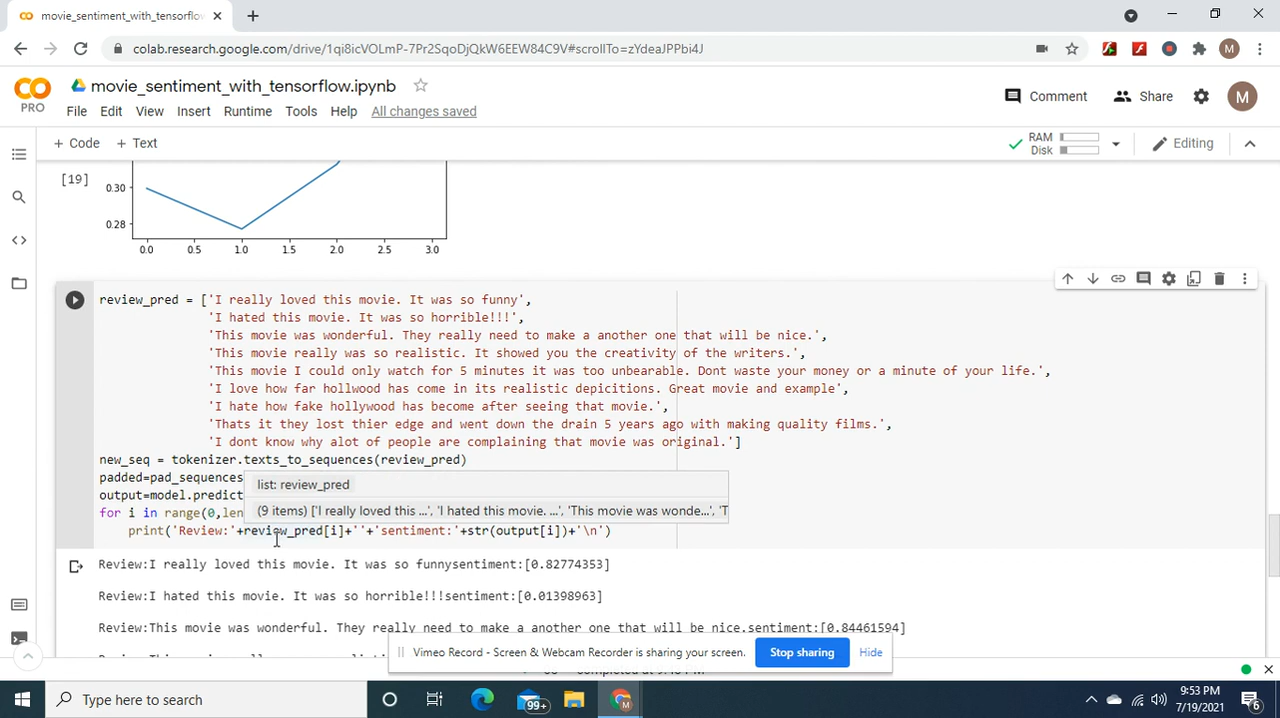 movie_sentiment_with_tensorflow
colab.research.google.com/drive/1qi8icVOLmP-7Pr2SqoDjQkW6EEW84C9V#scrollTo=zYdeaJPPbi4J
M
PRO
movie_sentiment_with_tensorflow.ipynb
File Edit View Insert Runtime Tools Help All changes saved
Comment Share M
+ Code + Text
RAM
Disk
Editing
[19]
0.30
0.28
0.0 0.5 1.0 1.5 2.0 2.5 3.0
review_pred = ['I really loved this movie. It was so funny',
'I hated this movie. It was so horrible!!!',
'This movie was wonderful. They really need to make a another one that will be nice.',
'This movie really was so realistic. It showed you the creativity of the writers.',
'This movie I could only watch for 5 minutes it was too unbearable. Dont waste your money or a minute of your life.',
'I love how far hollwood has come in its realistic depicitions. Great movie and example',
'I hate how fake hollywood has become after seeing that movie.',
'Thats it they lost thier edge and went down the drain 5 years ago with making quality films.',
'I dont know why alot of people are complaining that movie was original.']
new_seq = tokenizer.texts_to_sequences(review_pred)
padded=pad_sequences
list: review_pred
output=model.predict
(9 items) ['I really loved this ...', 'I hated this movie. ...', 'This movie was wonde...', 'T
for i in range(0,len
print('Review:'+review_pred[i]+''+'sentiment:'+str(output[i])+'\n')
Review:I really loved this movie. It was so funnysentiment:[0.82774353]
Review:I hated this movie. It was so horrible!!!sentiment:[0.01398963]
Review:This movie was wonderful. They really need to make a another one that will be nice.sentiment:[0.84461594]
Vimeo Record - Screen & Webcam Recorder is sharing your screen. Stop sharing Hide
Type here to search
99+
9:53 PM
7/19/2021
6